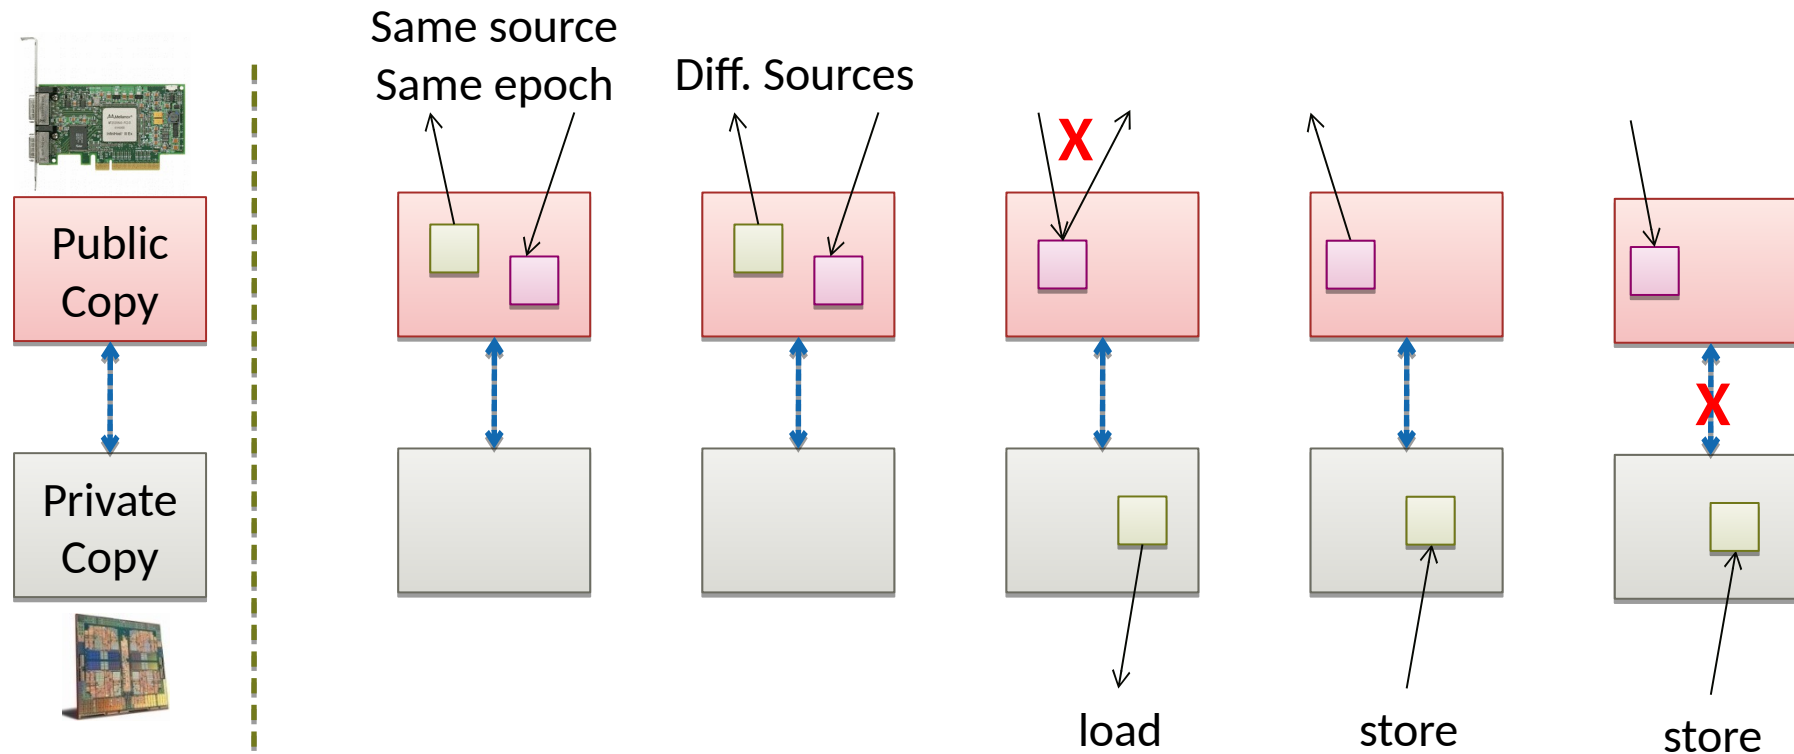 Same source
Same epoch
Diff. Sources
X
Public
Copy
X
Private
Copy
load
store
store